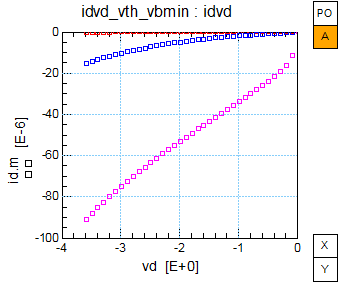 idvd_vth_vbmin : idvd
PO
A
0
-20
-40
-60
-80
-100
id.m [E-6]
-4
-3
-2
-1
0
vd [E+0]
X
Y